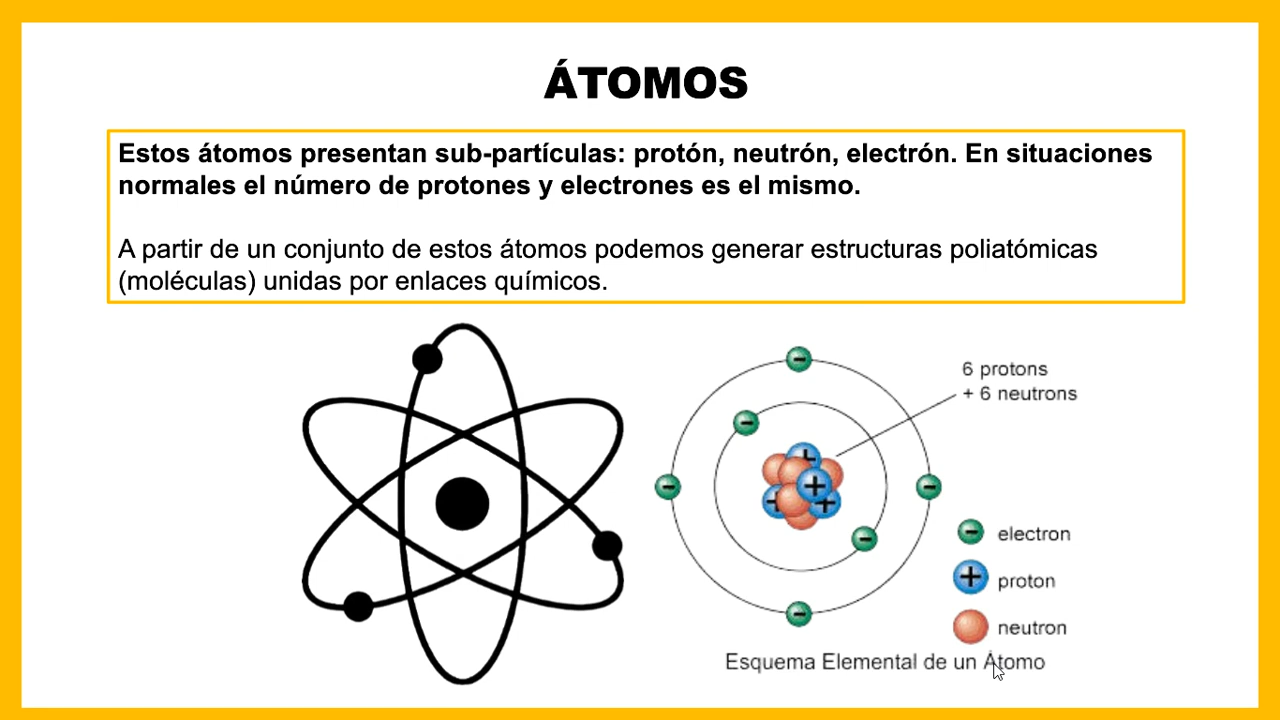 ÁTOMOS
Estos átomos presentan sub-partículas: protón, neutrón, electrón. En situaciones
normales el número de protones y electrones es el mismo.
A partir de un conjunto de estos átomos podemos generar estructuras poliatómicas
(moléculas) unidas por enlaces químicos.
6 protons
+ 6 neutrons
electron
proton
neutron
Esquema Elemental de un Átomo